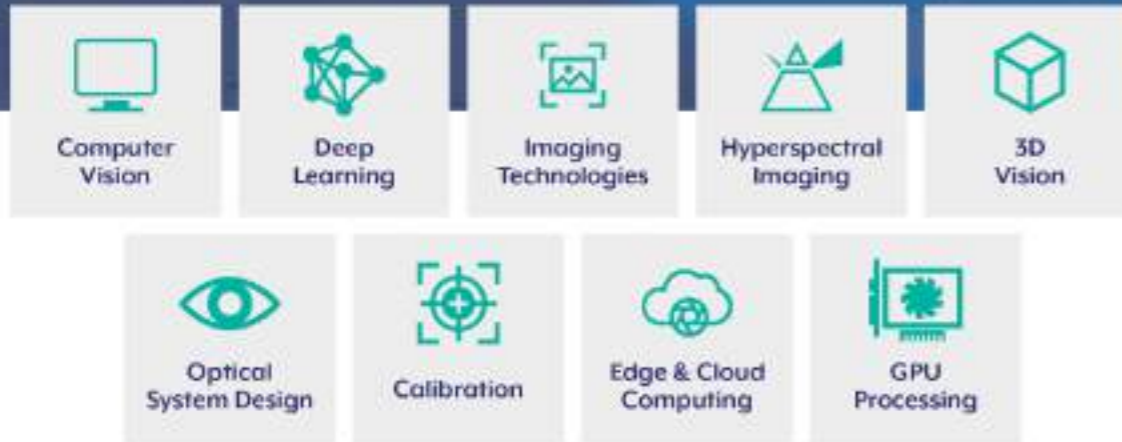 Computer
Vision
Deep
Learning
Imaging
Technologies
Hyperspectral
Imaging
3D
Vision
Optical
System Design
Calibration
Edge & Cloud
Computing
GPU
Processing